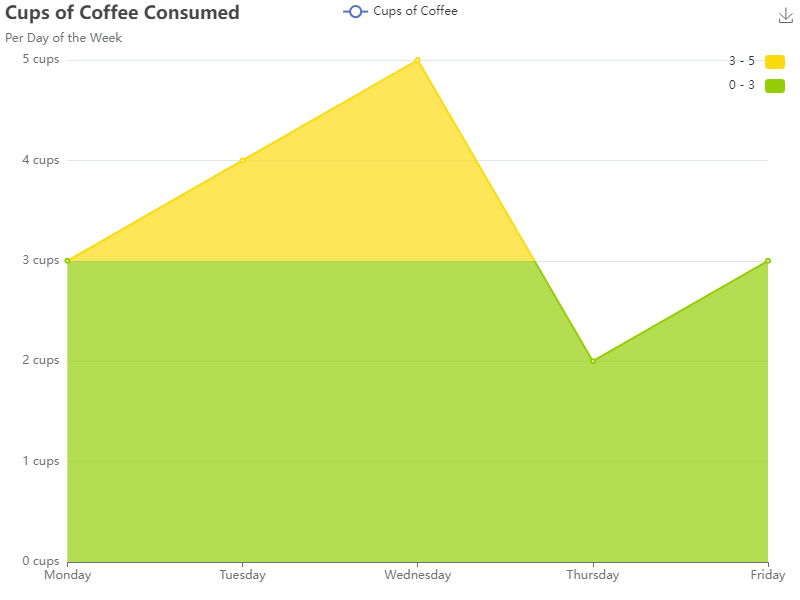 Cups of Coffee Consumed
Cups of Coffee
Per Day of the Week
5 cups
3 - 5
0 - 3
4 cups
3 cups
2 cups
1 cups
0 cups
Monday Tuesday Wednesday Thursday Friday